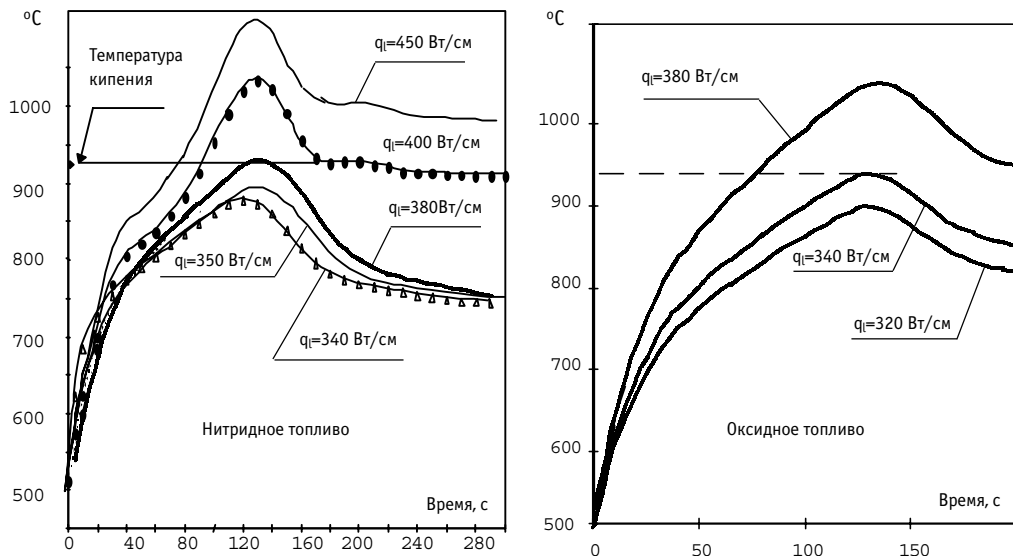 °C
qₗ=450 Вт/см
Температура
кипения
1000
qₗ=400 Вт/см
900
qₗ=380Вт/см
800
qₗ=350 Вт/см
700
qₗ=340 Вт/см
600
Нитридное топливо
500
Время, с
0 40 80 120 160 200 240 280
°C
qₗ=380 Вт/см
1000
900
qₗ=340 Вт/см
800
qₗ=320 Вт/см
700
Оксидное топливо
600
Время, с
500
0 50 100 150